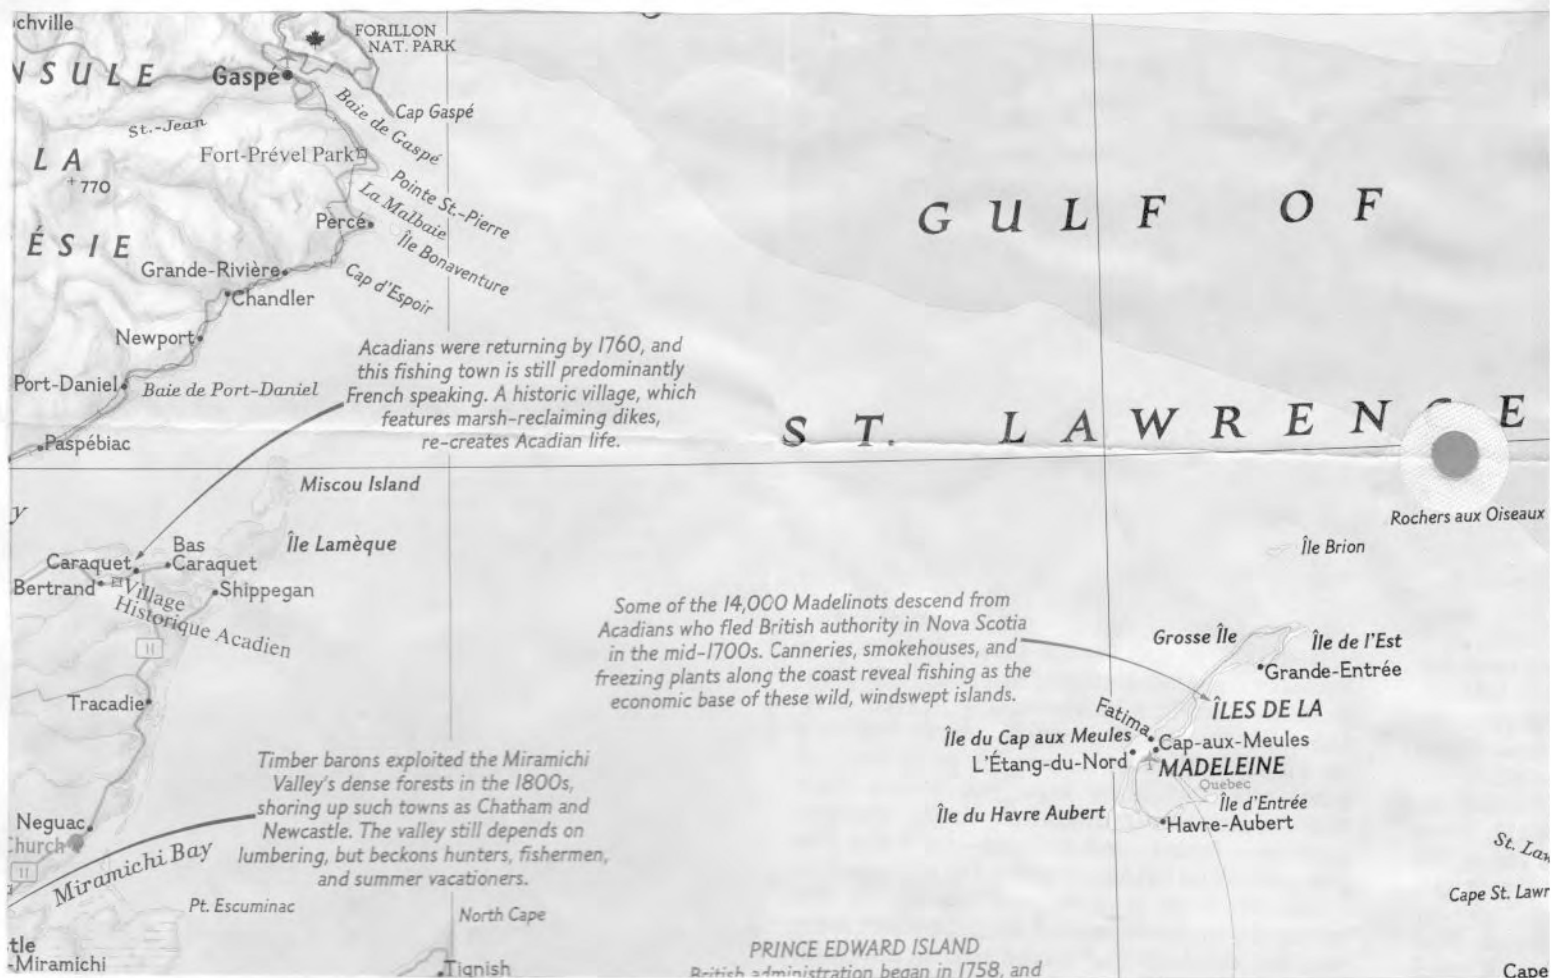 chville
FORILLON
NAT. PARK
NSULE
Gaspé
Cap Gaspé
Baie de Gaspé
St.-Jean
Fort-Prével Park
LA
+770
Pointe St.-Pierre
La Malbaie
Percé
Île Bonaventure
ÉSIE
Grande-Rivière
Cap d'Espoir
Chandler
Newport
Port-Daniel
Baie de Port-Daniel
Paspébiac
GULF OF
ST. LAWRENCE
Acadians were returning by 1760, and
this fishing town is still predominantly
French speaking. A historic village, which
features marsh-reclaiming dikes,
re-creates Acadian life.
Miscou Island
y
Île Lamèque
Bas
Caraquet
Caraquet
Bertrand
Shippegan
Village
Historique Acadien
11
Tracadie
Rochers aux Oiseaux
Île Brion
Some of the 14,000 Madelinots descend from
Acadians who fled British authority in Nova Scotia
in the mid-1700s. Canneries, smokehouses, and
freezing plants along the coast reveal fishing as the
economic base of these wild, windswept islands.
Grosse Île
Île de l'Est
Grande-Entrée
ÎLES DE LA
Fatima
Île du Cap aux Meules
Cap-aux-Meules
L'Étang-du-Nord
MADELEINE
Quebec
Île d'Entrée
Île du Havre Aubert
Havre-Aubert
Timber barons exploited the Miramichi
Valley's dense forests in the 1800s,
shoring up such towns as Chatham and
Newcastle. The valley still depends on
lumbering, but beckons hunters, fishermen,
and summer vacationers.
Neguac
Church
11
Miramichi Bay
Pt. Escuminac
North Cape
tle
-Miramichi
Tignish
PRINCE EDWARD ISLAND
British administration began in 1758, and
St. Law
Cape St. Lawr
Cape